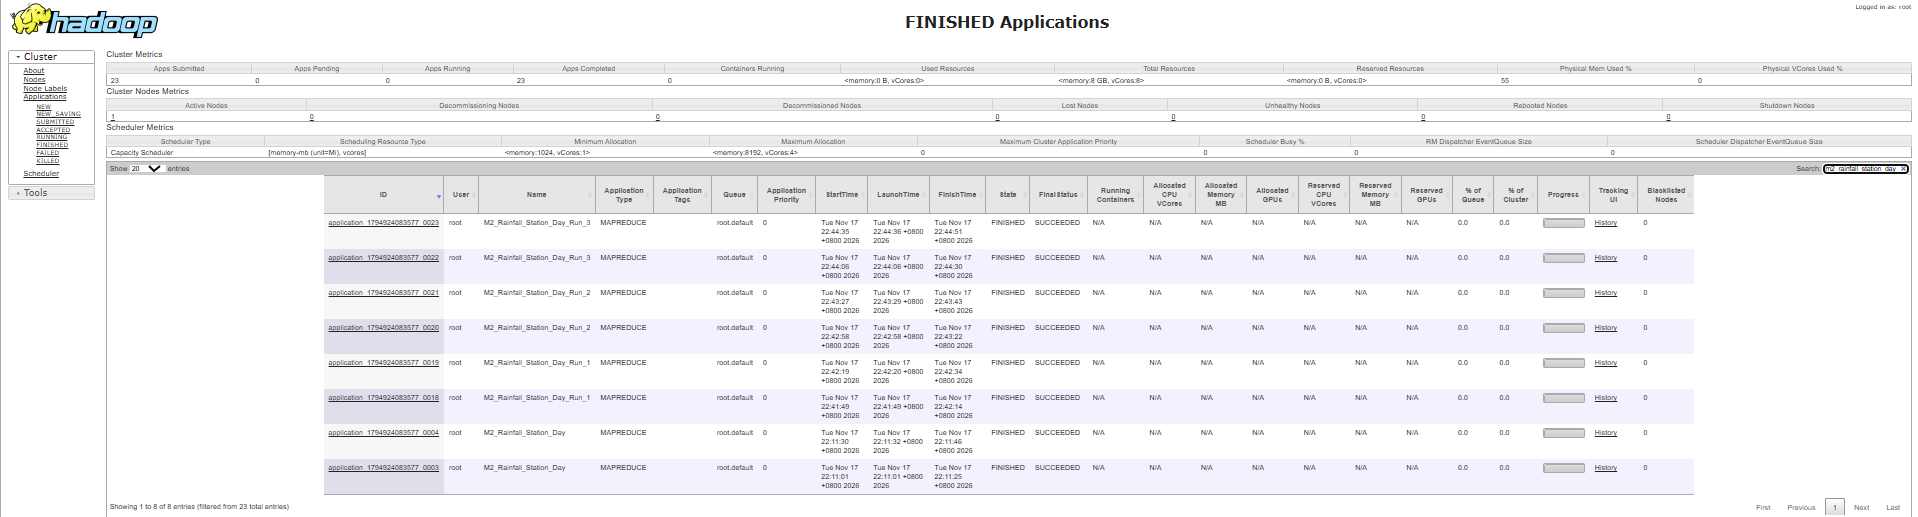 Logged in as: root
hadoop
FINISHED Applications
Cluster
About
Nodes
Node Labels
Applications
NEW
NEW_SAVING
SUBMITTED
ACCEPTED
RUNNING
FINISHED
FAILED
KILLED
Scheduler
Tools
Cluster Metrics
Apps Submitted Apps Pending Apps Running Apps Completed Containers Running Used Resources Total Resources Reserved Resources Physical Mem Used % Physical VCores Used %
23 0 0 23 0 <memory:0 B, vCores:0> <memory:8 GB, vCores:8> <memory:0 B, vCores:0> 55 0
Cluster Nodes Metrics
Active Nodes Decommissioning Nodes Decommissioned Nodes Lost Nodes Unhealthy Nodes Rebooted Nodes Shutdown Nodes
1 0 0 0 0 0 0
Scheduler Metrics
Scheduler Type Scheduling Resource Type Minimum Allocation Maximum Allocation Maximum Cluster Application Priority Scheduler Busy % RM Dispatcher EventQueue Size Scheduler Dispatcher EventQueue Size
Capacity Scheduler [memory-mb (unit=Mi), vcores] <memory:1024, vCores:1> <memory:8192, vCores:4> 0 0 0 0
Show 20 entries Search: m2_rainfall_station_day
ID User Name Application Type Application Tags Queue Application Priority StartTime LaunchTime FinishTime State FinalStatus Running Containers Allocated CPU VCores Allocated Memory MB Allocated GPUs Reserved CPU VCores Reserved Memory MB Reserved GPUs % of Queue % of Cluster Progress Tracking UI Blacklisted Nodes
application_1794924083577_0023 root M2_Rainfall_Station_Day_Run_3 MAPREDUCE root.default 0 Tue Nov 17 22:44:35 +0800 2026 Tue Nov 17 22:44:36 +0800 2026 Tue Nov 17 22:44:51 +0800 2026 FINISHED SUCCEEDED N/A N/A N/A N/A N/A N/A N/A 0.0 0.0 History 0
application_1794924083577_0022 root M2_Rainfall_Station_Day_Run_3 MAPREDUCE root.default 0 Tue Nov 17 22:44:06 +0800 2026 Tue Nov 17 22:44:06 +0800 2026 Tue Nov 17 22:44:30 +0800 2026 FINISHED SUCCEEDED N/A N/A N/A N/A N/A N/A N/A 0.0 0.0 History 0
application_1794924083577_0021 root M2_Rainfall_Station_Day_Run_2 MAPREDUCE root.default 0 Tue Nov 17 22:43:27 +0800 2026 Tue Nov 17 22:43:29 +0800 2026 Tue Nov 17 22:43:43 +0800 2026 FINISHED SUCCEEDED N/A N/A N/A N/A N/A N/A N/A 0.0 0.0 History 0
application_1794924083577_0020 root M2_Rainfall_Station_Day_Run_2 MAPREDUCE root.default 0 Tue Nov 17 22:42:58 +0800 2026 Tue Nov 17 22:42:58 +0800 2026 Tue Nov 17 22:43:22 +0800 2026 FINISHED SUCCEEDED N/A N/A N/A N/A N/A N/A N/A 0.0 0.0 History 0
application_1794924083577_0019 root M2_Rainfall_Station_Day_Run_1 MAPREDUCE root.default 0 Tue Nov 17 22:42:19 +0800 2026 Tue Nov 17 22:42:20 +0800 2026 Tue Nov 17 22:42:34 +0800 2026 FINISHED SUCCEEDED N/A N/A N/A N/A N/A N/A N/A 0.0 0.0 History 0
application_1794924083577_0018 root M2_Rainfall_Station_Day_Run_1 MAPREDUCE root.default 0 Tue Nov 17 22:41:49 +0800 2026 Tue Nov 17 22:41:49 +0800 2026 Tue Nov 17 22:42:14 +0800 2026 FINISHED SUCCEEDED N/A N/A N/A N/A N/A N/A N/A 0.0 0.0 History 0
application_1794924083577_0004 root M2_Rainfall_Station_Day MAPREDUCE root.default 0 Tue Nov 17 22:11:30 +0800 2026 Tue Nov 17 22:11:32 +0800 2026 Tue Nov 17 22:11:46 +0800 2026 FINISHED SUCCEEDED N/A N/A N/A N/A N/A N/A N/A 0.0 0.0 History 0
application_1794924083577_0003 root M2_Rainfall_Station_Day MAPREDUCE root.default 0 Tue Nov 17 22:11:01 +0800 2026 Tue Nov 17 22:11:01 +0800 2026 Tue Nov 17 22:11:25 +0800 2026 FINISHED SUCCEEDED N/A N/A N/A N/A N/A N/A N/A 0.0 0.0 History 0
Showing 1 to 8 of 8 entries (filtered from 23 total entries) First Previous 1 Next Last